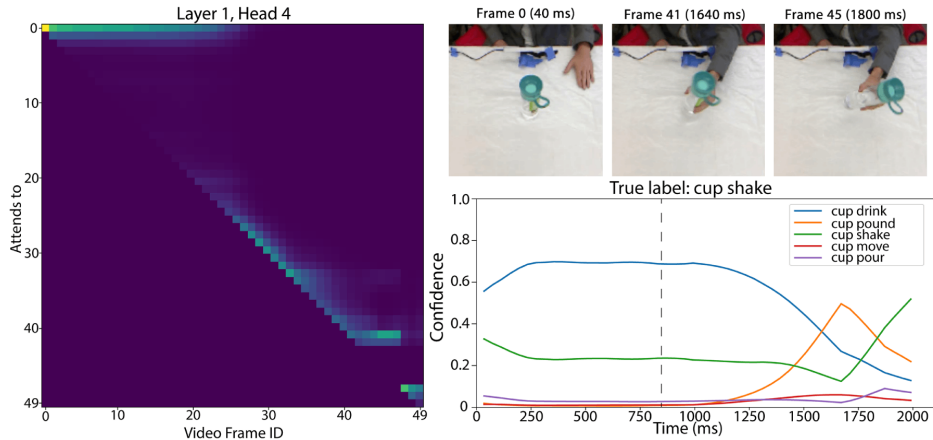 Layer 1, Head 4
0
10
20
30
40
49
Attends to
0
10
20
30
40
49
Video Frame ID
Frame 0 (40 ms)
Frame 41 (1640 ms)
Frame 45 (1800 ms)
True label: cup shake
1.0
0.8
0.6
0.4
0.2
0
Confidence
cup drink
cup pound
cup shake
cup move
cup pour
0
250
500
750
1000
1250
1500
1750
2000
Time (ms)